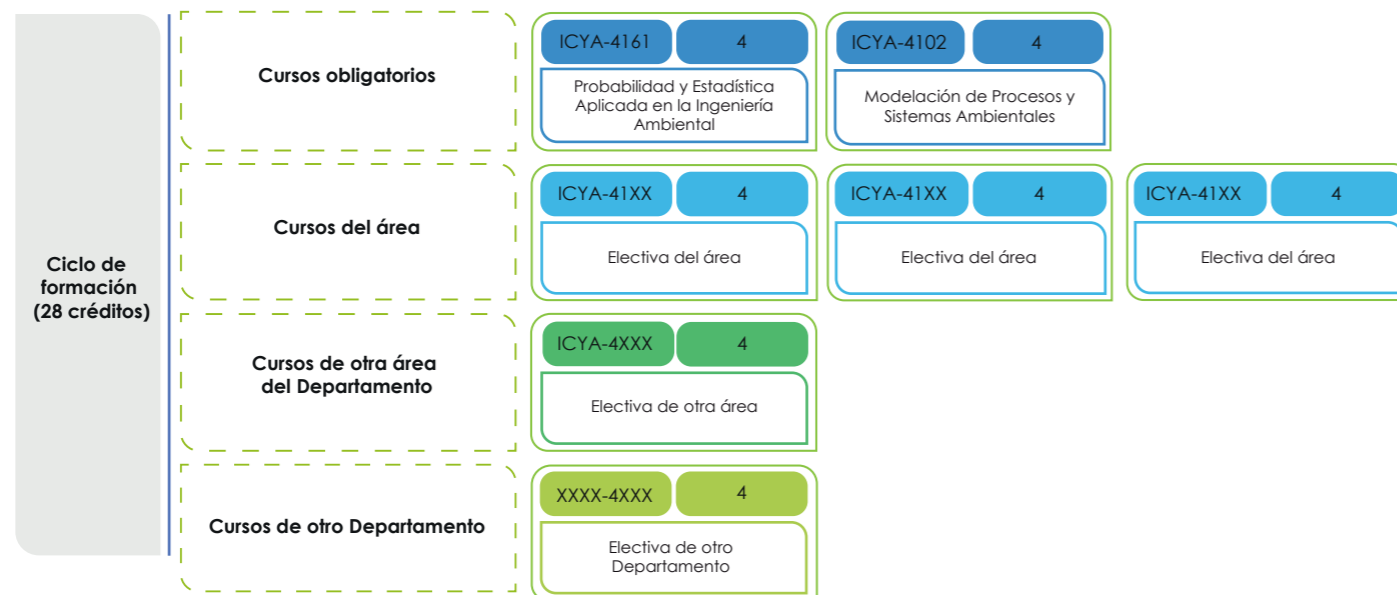 Ciclo de
formación
(28 créditos)
Cursos obligatorios
ICYA-4161 4
Probabilidad y Estadística
Aplicada en la Ingeniería
Ambiental
ICYA-4102 4
Modelación de Procesos y
Sistemas Ambientales
Cursos del área
ICYA-41XX 4
Electiva del área
ICYA-41XX 4
Electiva del área
ICYA-41XX 4
Electiva del área
Cursos de otra área
del Departamento
ICYA-4XXX 4
Electiva de otra área
Cursos de otro Departamento
XXXX-4XXX 4
Electiva de otro
Departamento